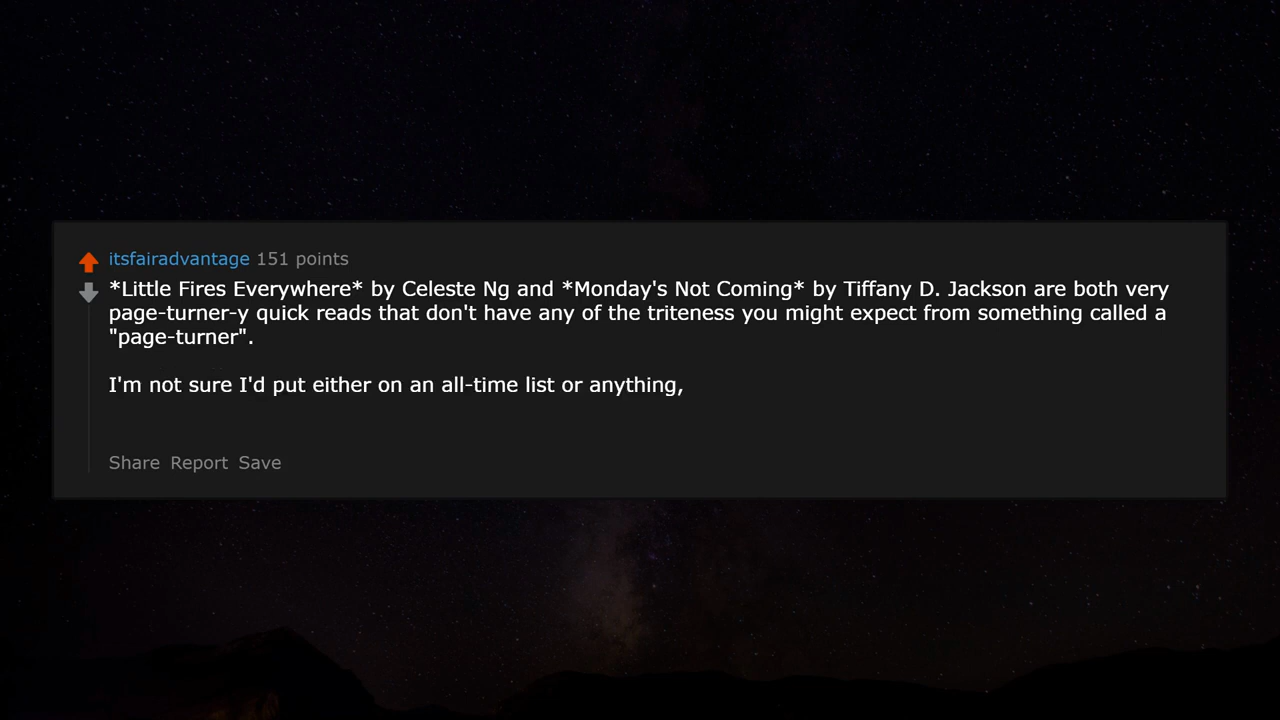 itsfairadvantage 151 points
*Little Fires Everywhere* by Celeste Ng and *Monday's Not Coming* by Tiffany D. Jackson are both very
page-turner-y quick reads that don't have any of the triteness you might expect from something called a
"page-turner".
I'm not sure I'd put either on an all-time list or anything,
Share Report Save